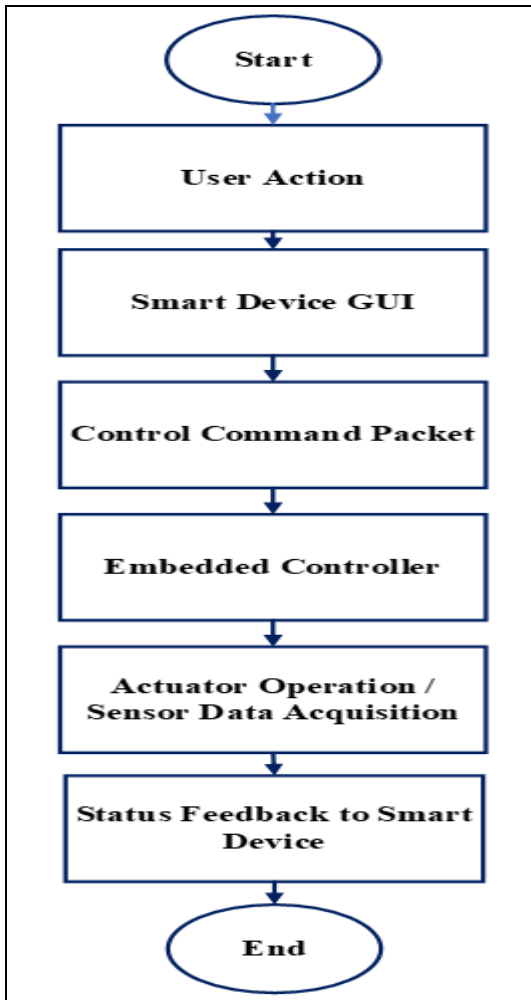 Start
User Action
Smart Device GUI
Control Command Packet
Embedded Controller
Actuator Operation /
Sensor Data Acquisition
Status Feedback to Smart
Device
End